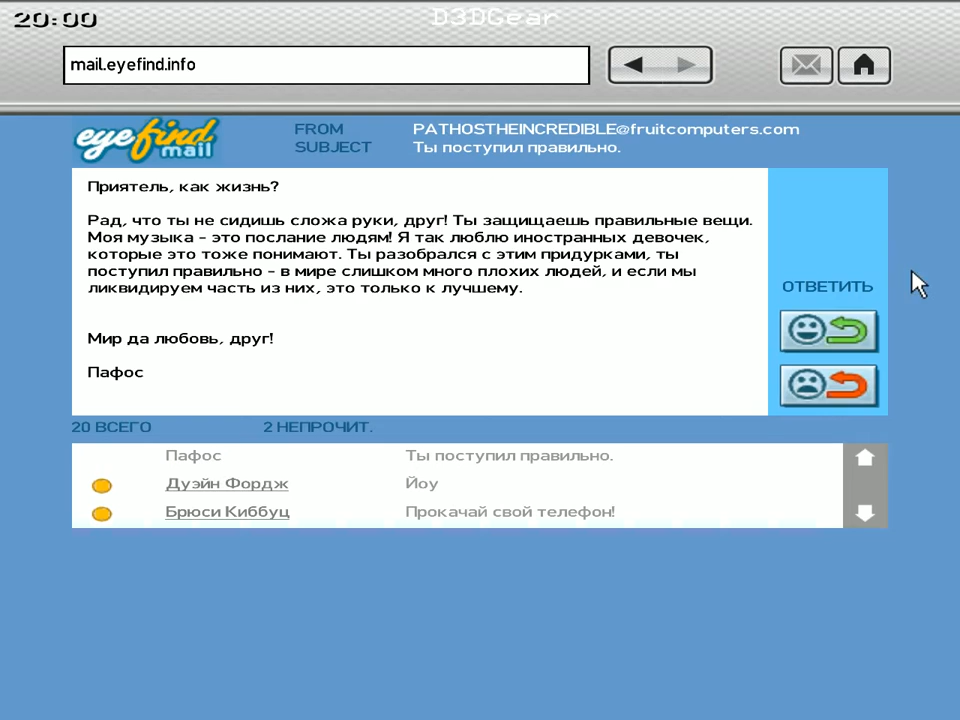 20:00
D3DGear
mail.eyefind.info
eyefind mail
FROM
PATHOSTHEINCREDIBLE@fruitcomputers.com
SUBJECT
Ты поступил правильно.
Приятель, как жизнь?
Рад, что ты не сидишь сложа руки, друг! Ты защищаешь правильные вещи.
Моя музыка - это послание людям! Я так люблю иностранных девочек,
которые это тоже понимают. Ты разобрался с этим придурками, ты
поступил правильно - в мире слишком много плохих людей, и если мы
ликвидируем часть из них, это только к лучшему.
Мир да любовь, друг!
Пафос
ОТВЕТИТЬ
20 ВСЕГО
2 НЕПРОЧИТ.
Пафос
Ты поступил правильно.
Дуэйн Фордж
Йоу
Брюси Киббуц
Прокачай свой телефон!